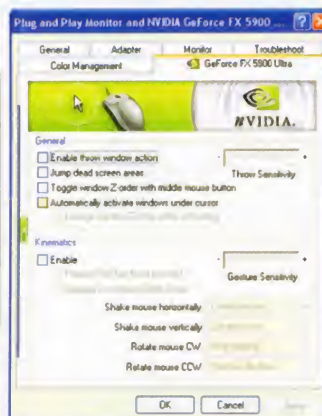 Plug and Play Monitor and NVIDIA GeForce FX 5900 ...
General Adapter Monitor Troubleshoot
Color Management GeForce FX 5900 Ultra
NVIDIA.
General
Enable throw window action - +
Jump dead screen areas Throw Sensitivity
Toggle window Z-order with middle mouse button
Automatically activate windows under cursor
Kinematics
Enable - +
Gesture Sensitivity
Shake mouse horizontally
Shake mouse vertically
Rotate mouse CW
Rotate mouse CCW
OK Cancel